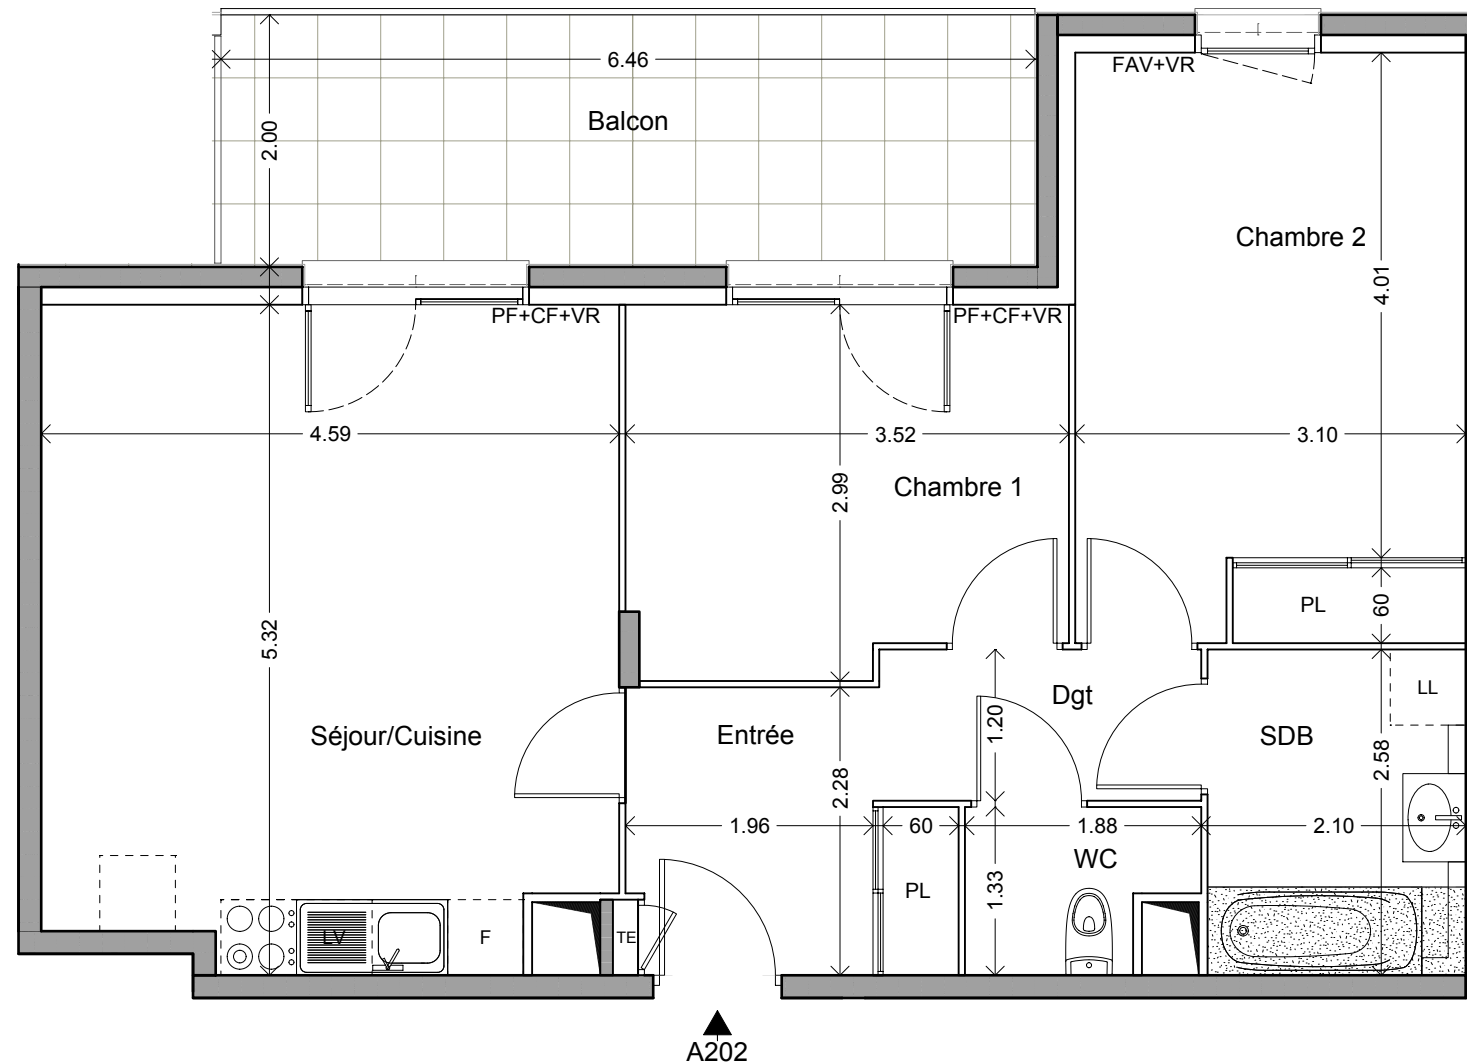 6.46
FAV+VR
Balcon
2.00
Chambre 2
4.01
PF+CF+VR
PF+CF+VR
4.59
3.52
3.10
Chambre 1
2.99
PL
60
5.32
Dgt
LL
1.20
Séjour/Cuisine
Entrée
SDB
2.58
2.28
1.96
60
1.88
2.10
WC
PL
1.33
LV
F
TE
A202